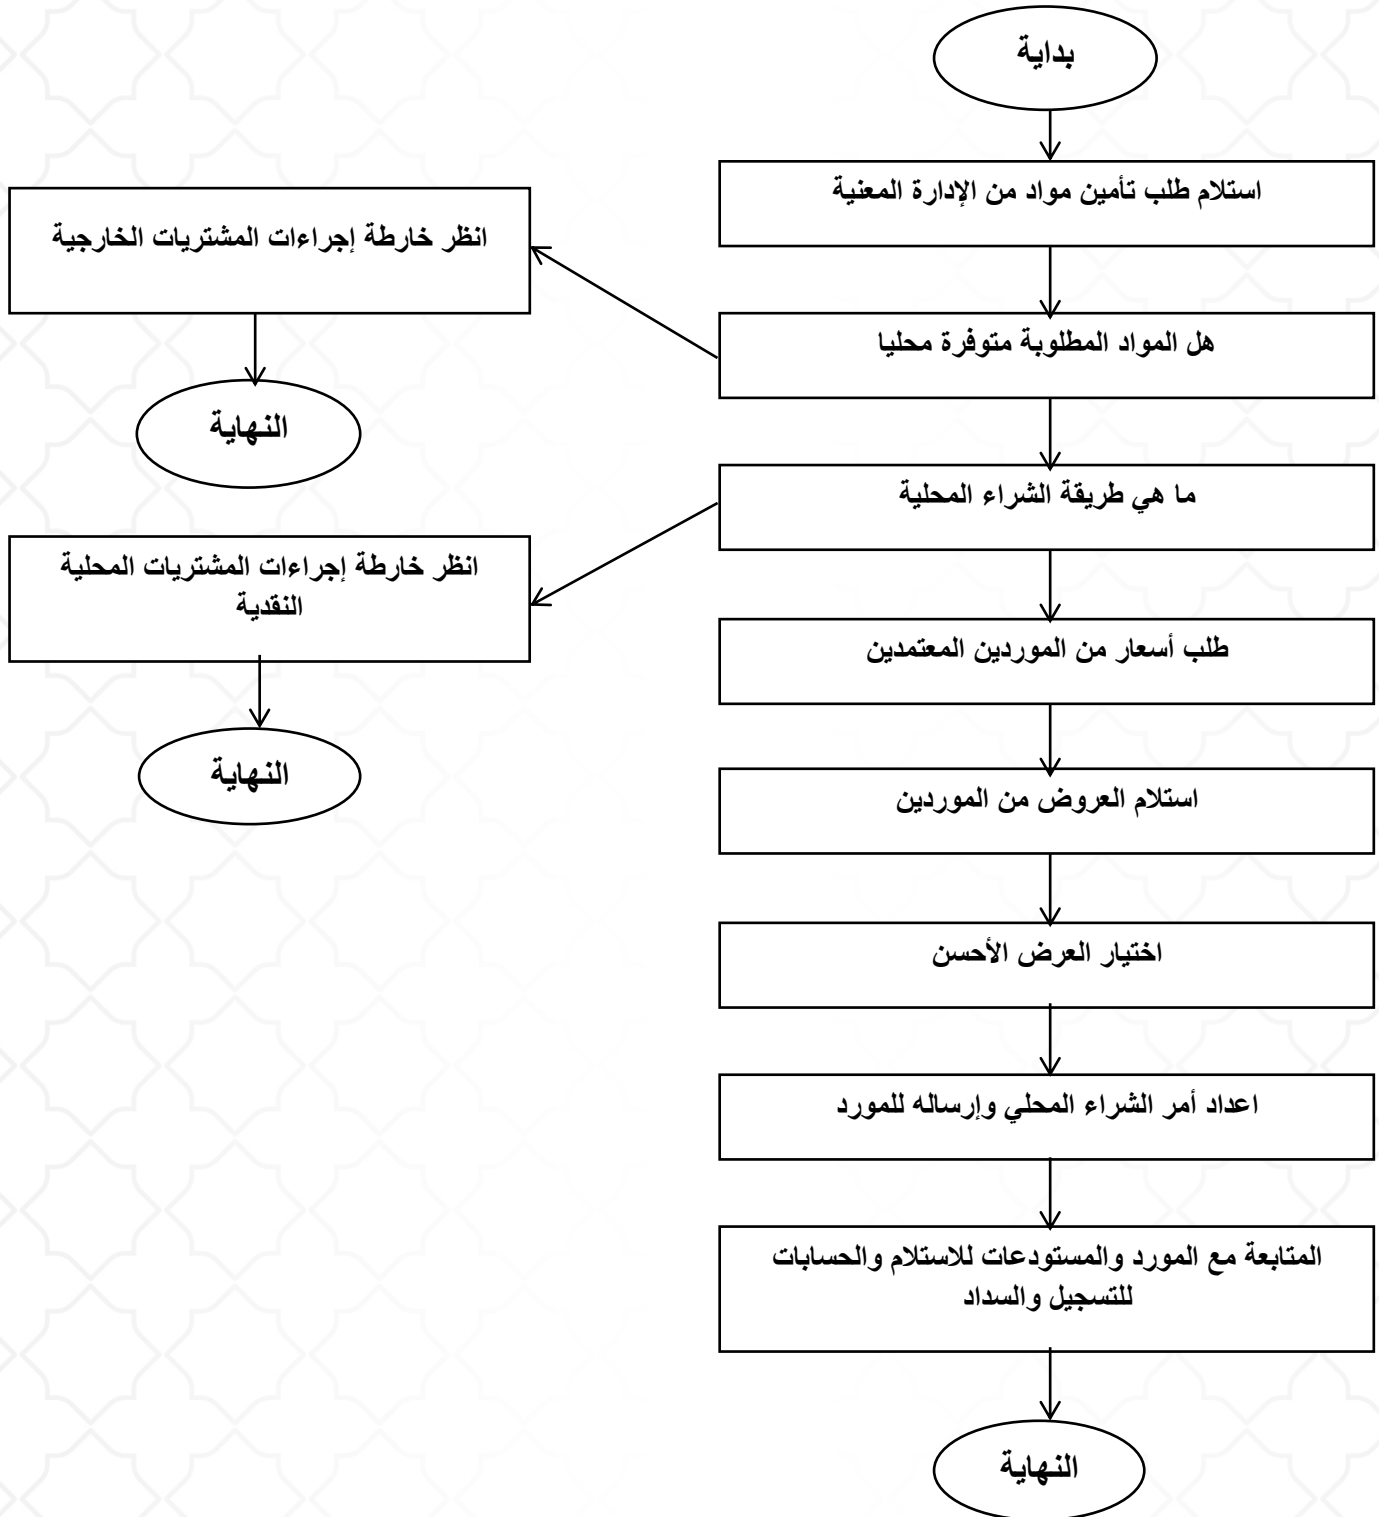 بداية
استلام طلب تأمين مواد من الإدارة المعنية
هل المواد المطلوبة متوفرة محليا
انظر خارطة إجراءات المشتريات الخارجية
النهاية
ما هي طريقة الشراء المحلية
انظر خارطة إجراءات المشتريات المحلية
النقدية
النهاية
طلب أسعار من الموردين المعتمدين
استلام العروض من الموردين
اختيار العرض الأحسن
اعداد أمر الشراء المحلي وإرساله للمورد
المتابعة مع المورد والمستودعات للاستلام والحسابات
للتسجيل والسداد
النهاية